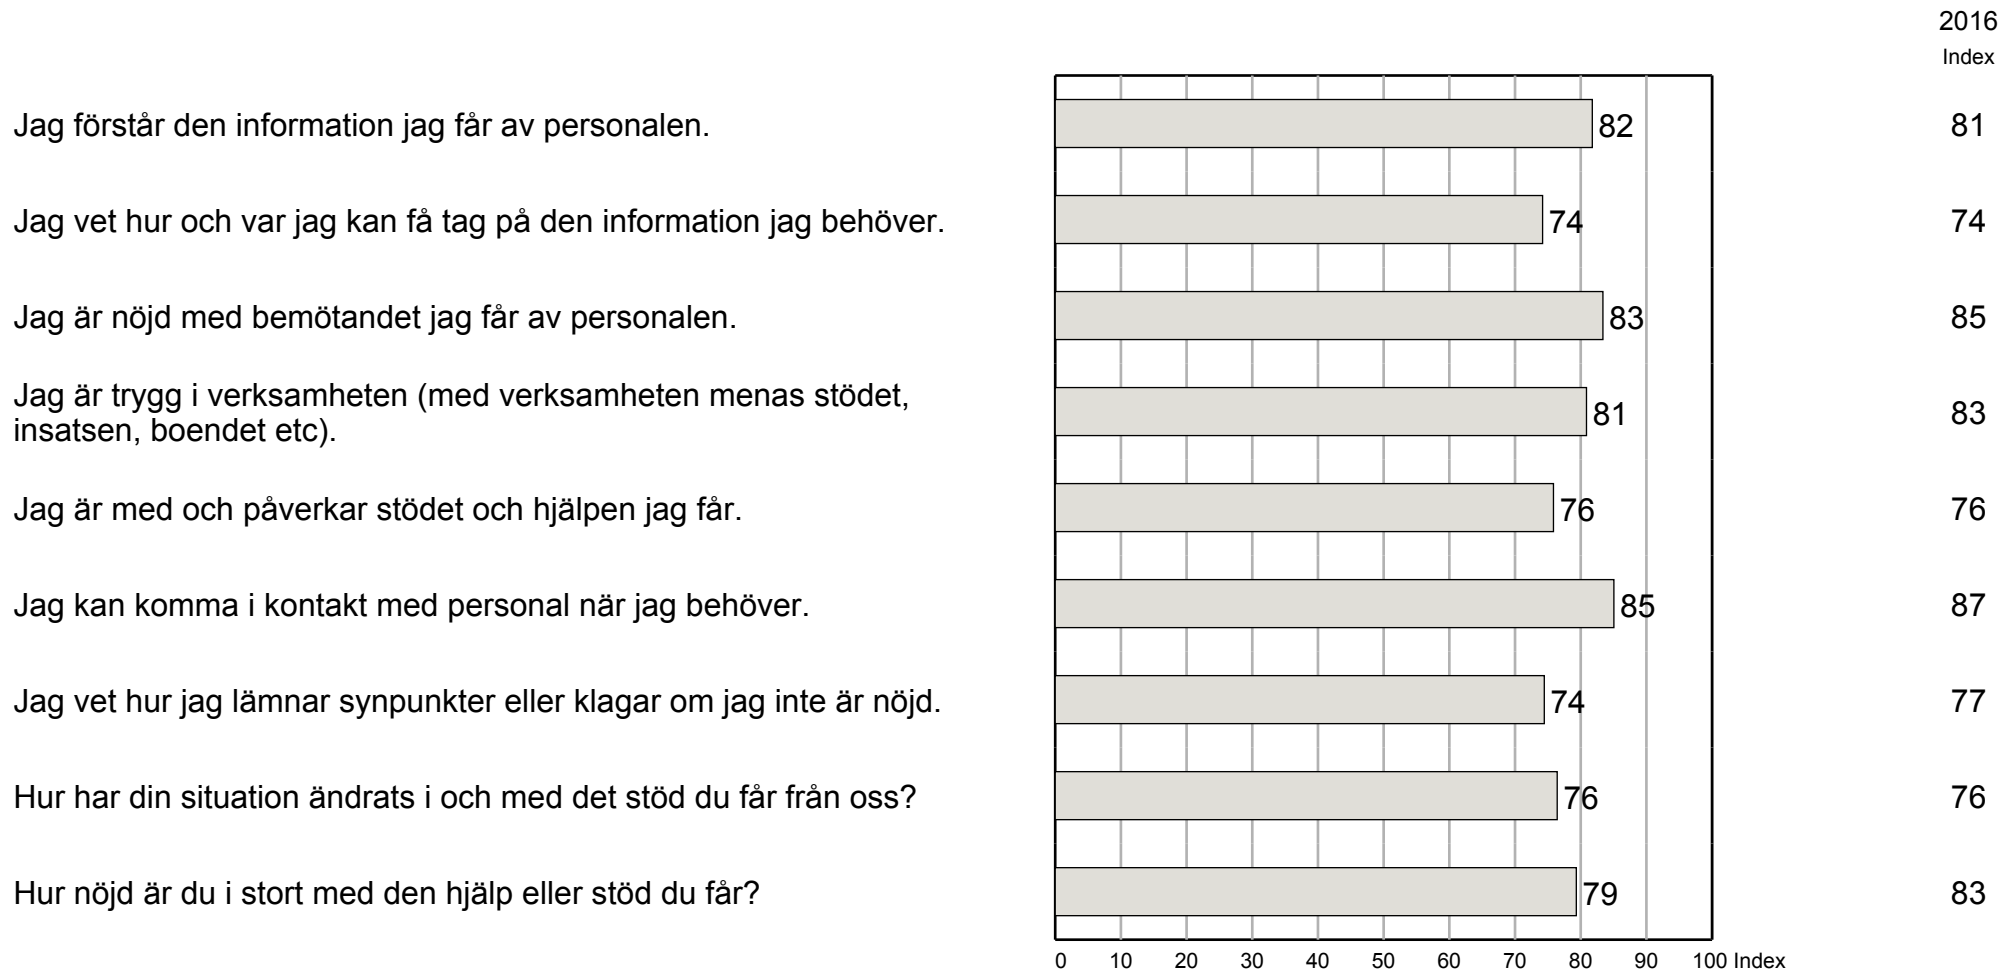 2016
Index
Jag förstår den information jag får av personalen. 82 81
Jag vet hur och var jag kan få tag på den information jag behöver. 74 74
Jag är nöjd med bemötandet jag får av personalen. 83 85
Jag är trygg i verksamheten (med verksamheten menas stödet,
insatsen, boendet etc). 81 83
Jag är med och påverkar stödet och hjälpen jag får. 76 76
Jag kan komma i kontakt med personal när jag behöver. 85 87
Jag vet hur jag lämnar synpunkter eller klagar om jag inte är nöjd. 74 77
Hur har din situation ändrats i och med det stöd du får från oss? 76 76
Hur nöjd är du i stort med den hjälp eller stöd du får? 79 83
0 10 20 30 40 50 60 70 80 90 100 Index